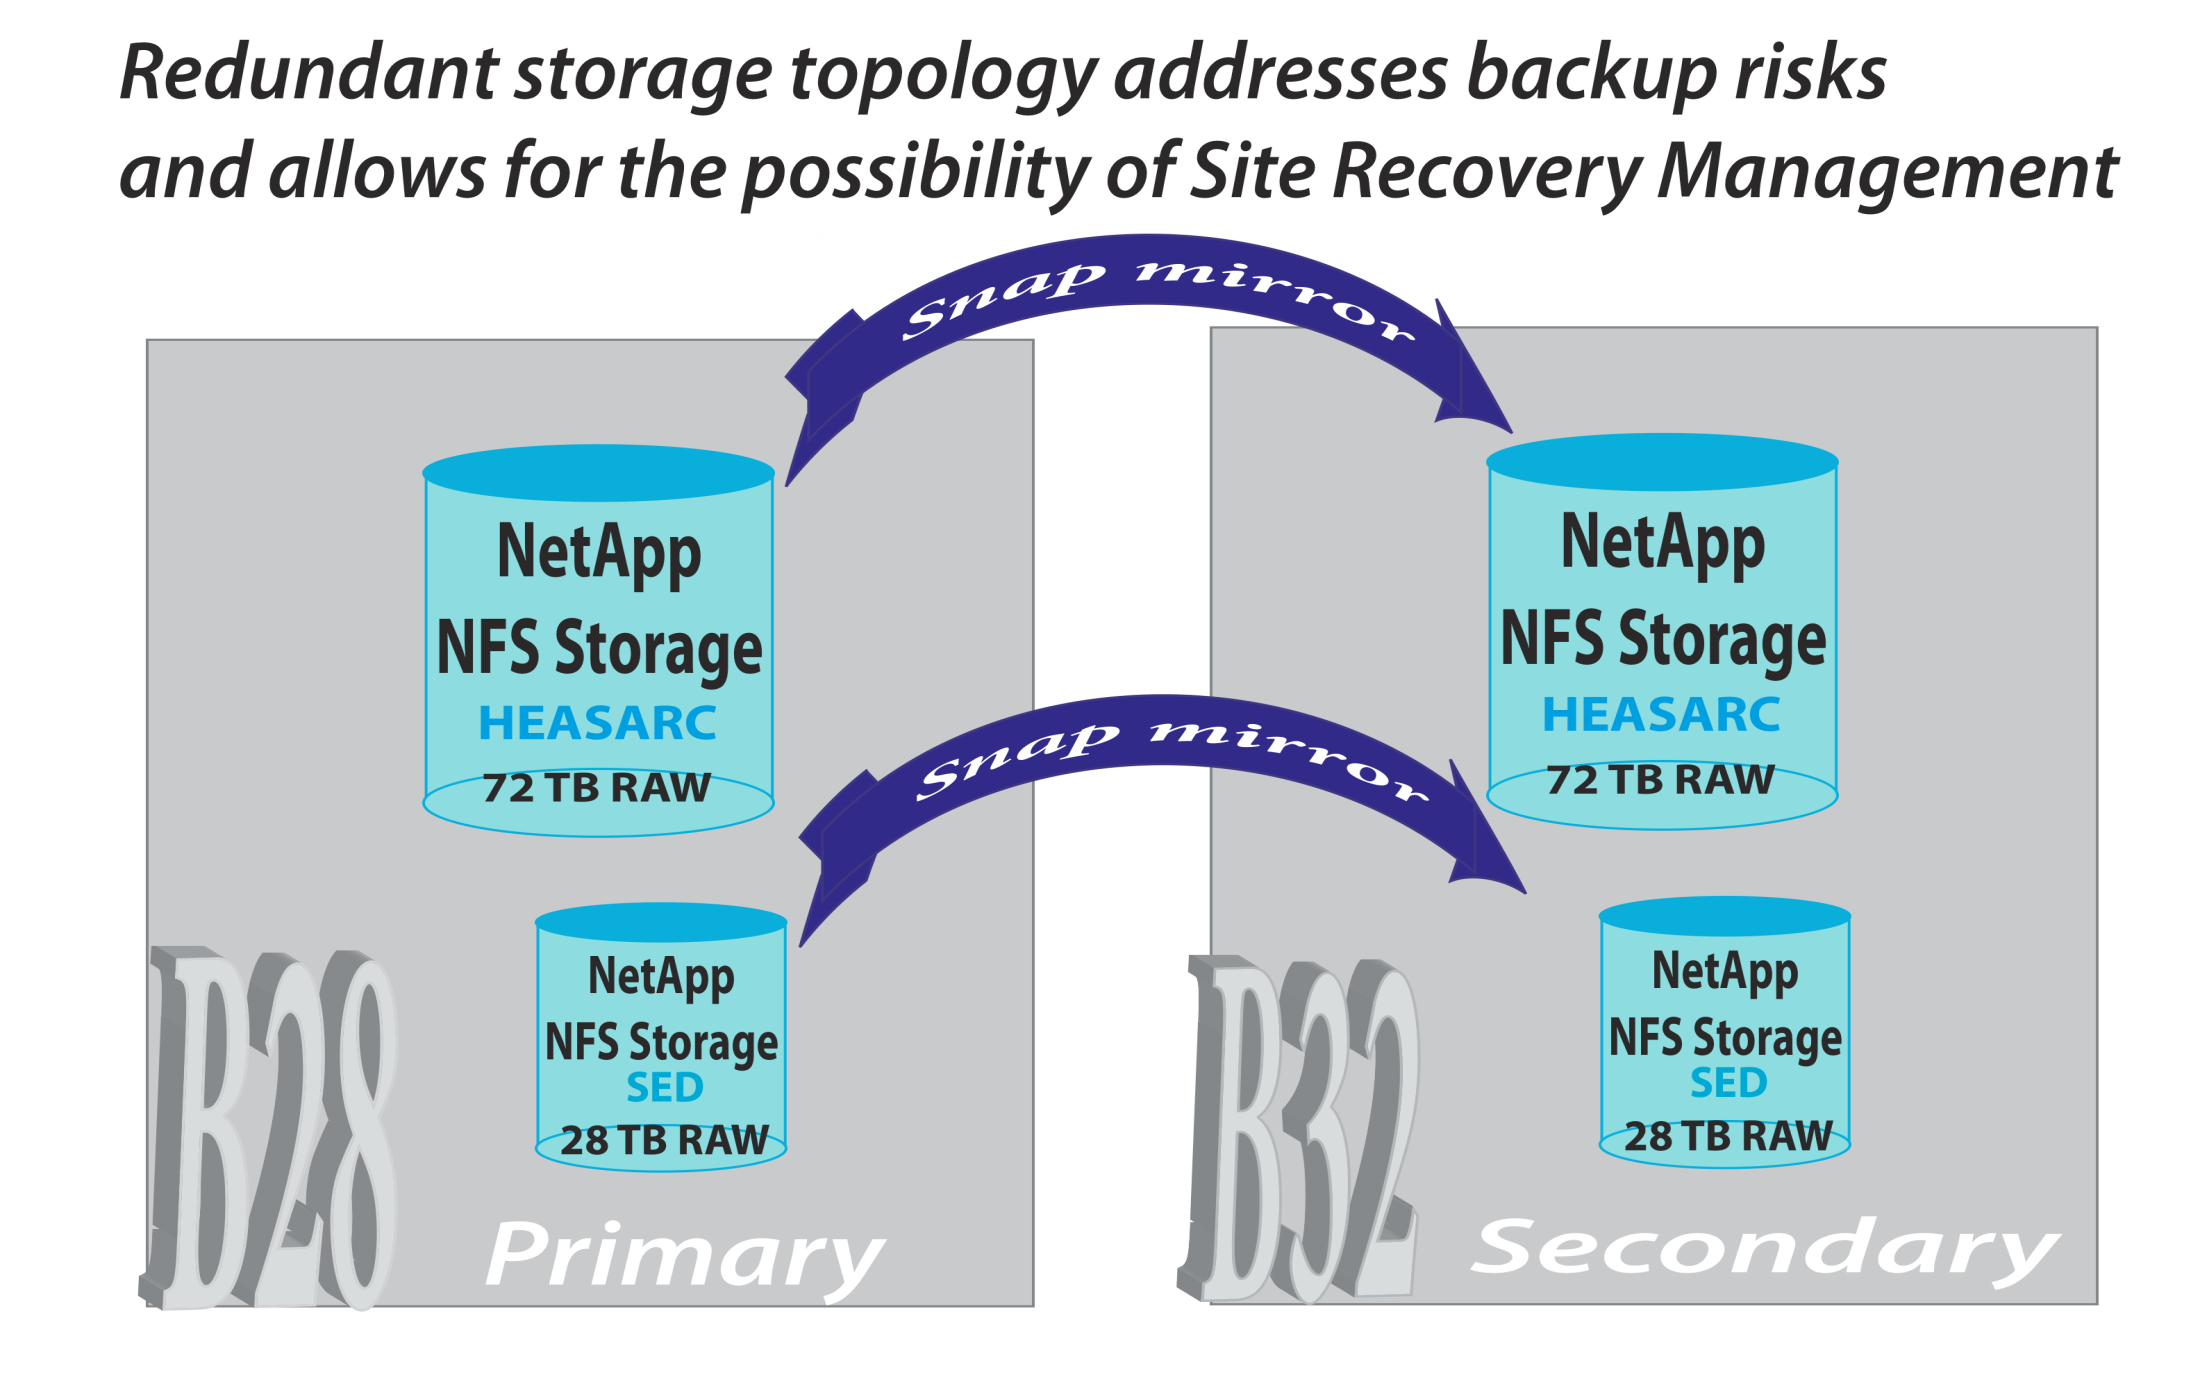 Redundant storage topology addresses backup risks
and allows for the possibility of Site Recovery Management
Snap mirror
NetApp
NFS Storage
HEASARC
72 TB RAW
NetApp
NFS Storage
HEASARC
72 TB RAW
Snap mirror
NetApp
NFS Storage
SED
28 TB RAW
NetApp
NFS Storage
SED
28 TB RAW
B28
Primary
B32
Secondary